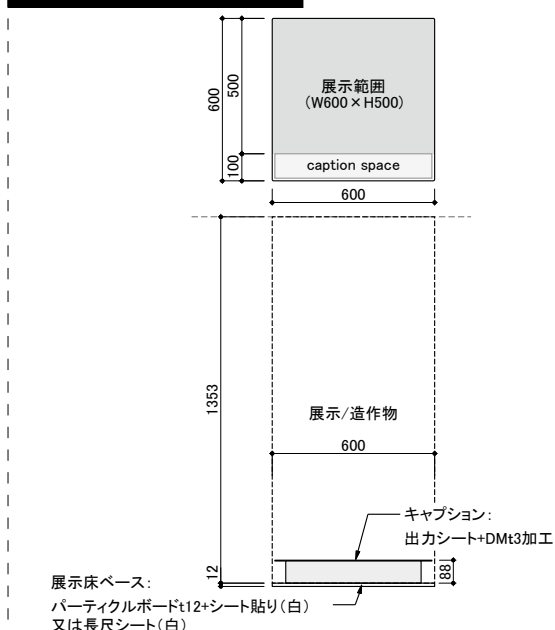 600
500
100
展示範囲
(W600×H500)
caption space
600
1353
展示/造作物
600
キャプション:
出力シート+DMt3加工
12
88
展示床ベース:
パーティクルボードt12+シート貼り(白)
又は長尺シート(白)